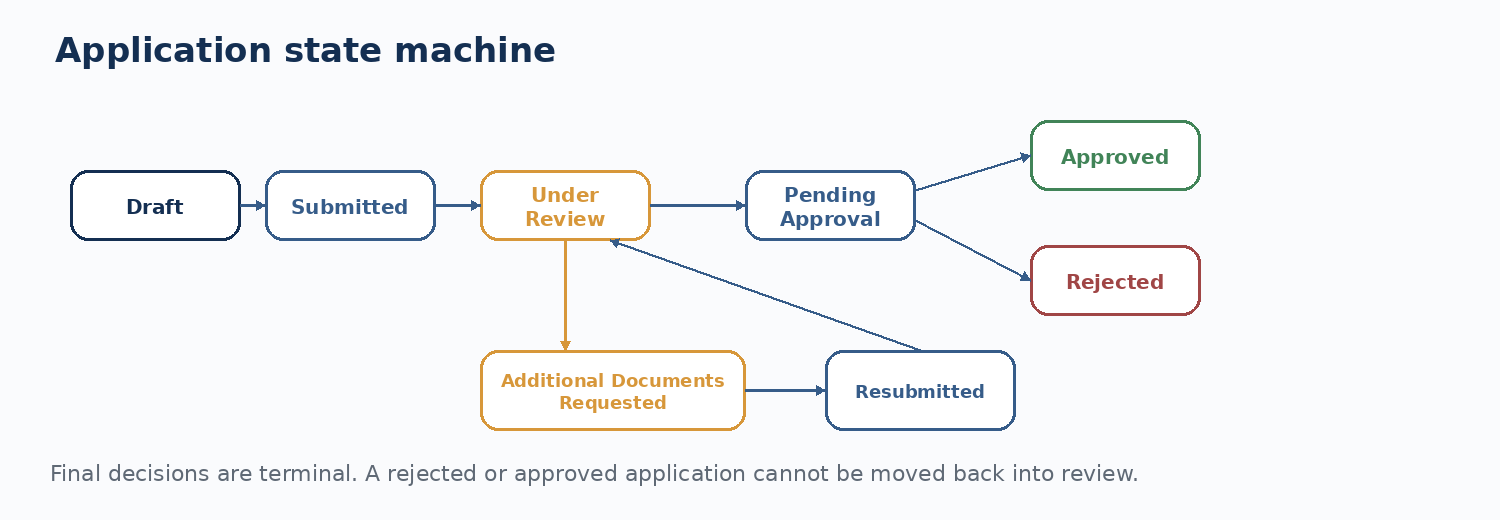 Application state machine
Draft
Submitted
Under
Review
Pending
Approval
Approved
Rejected
Additional Documents
Requested
Resubmitted
Final decisions are terminal. A rejected or approved application cannot be moved back into review.